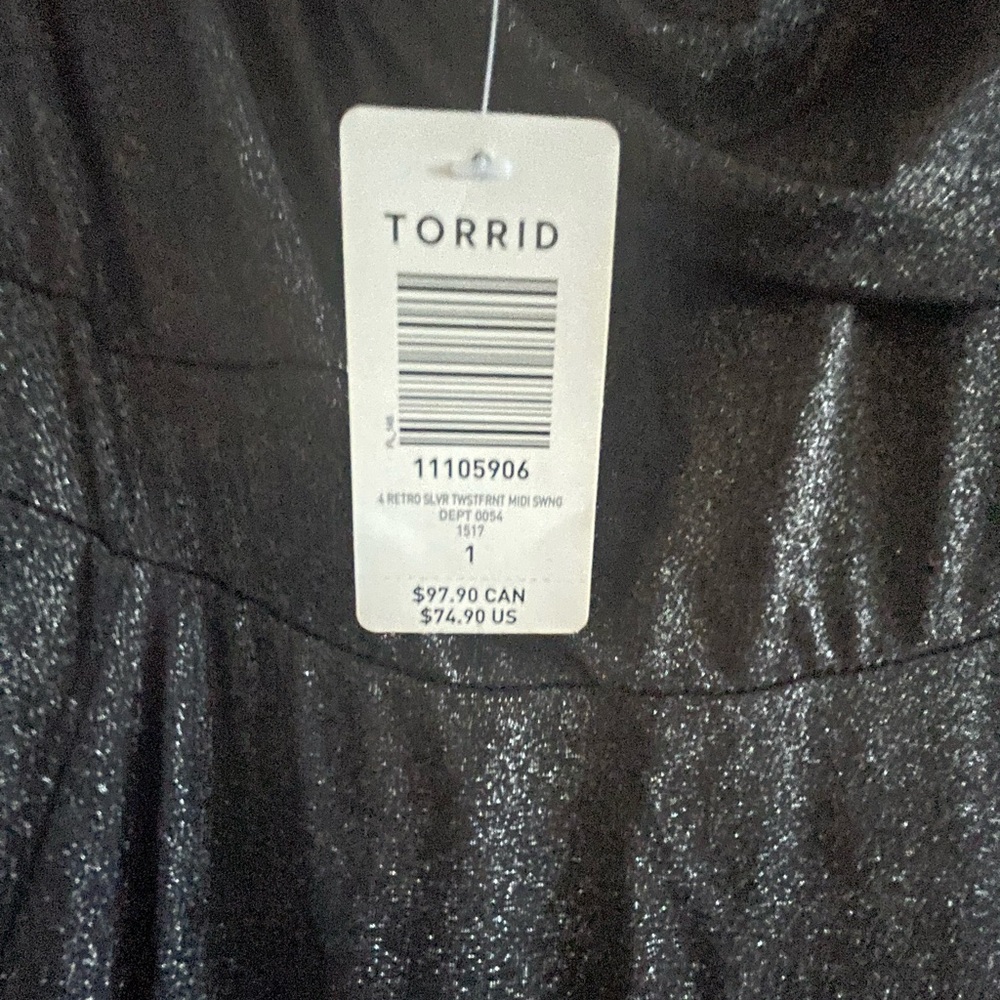 TORRID
11105906
4 RETRO SLVR TWSTFRNT MIDI SWNG
DEPT 0054
1517
1
$97.90 CAN
$74.90 US